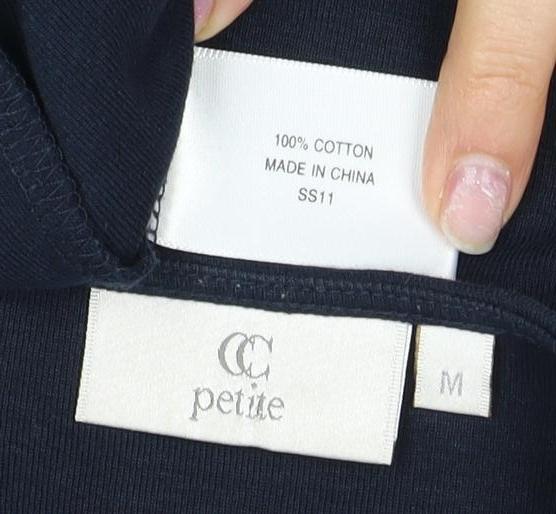 100% COTTON
MADE IN CHINA
SS11
CC
petite
M